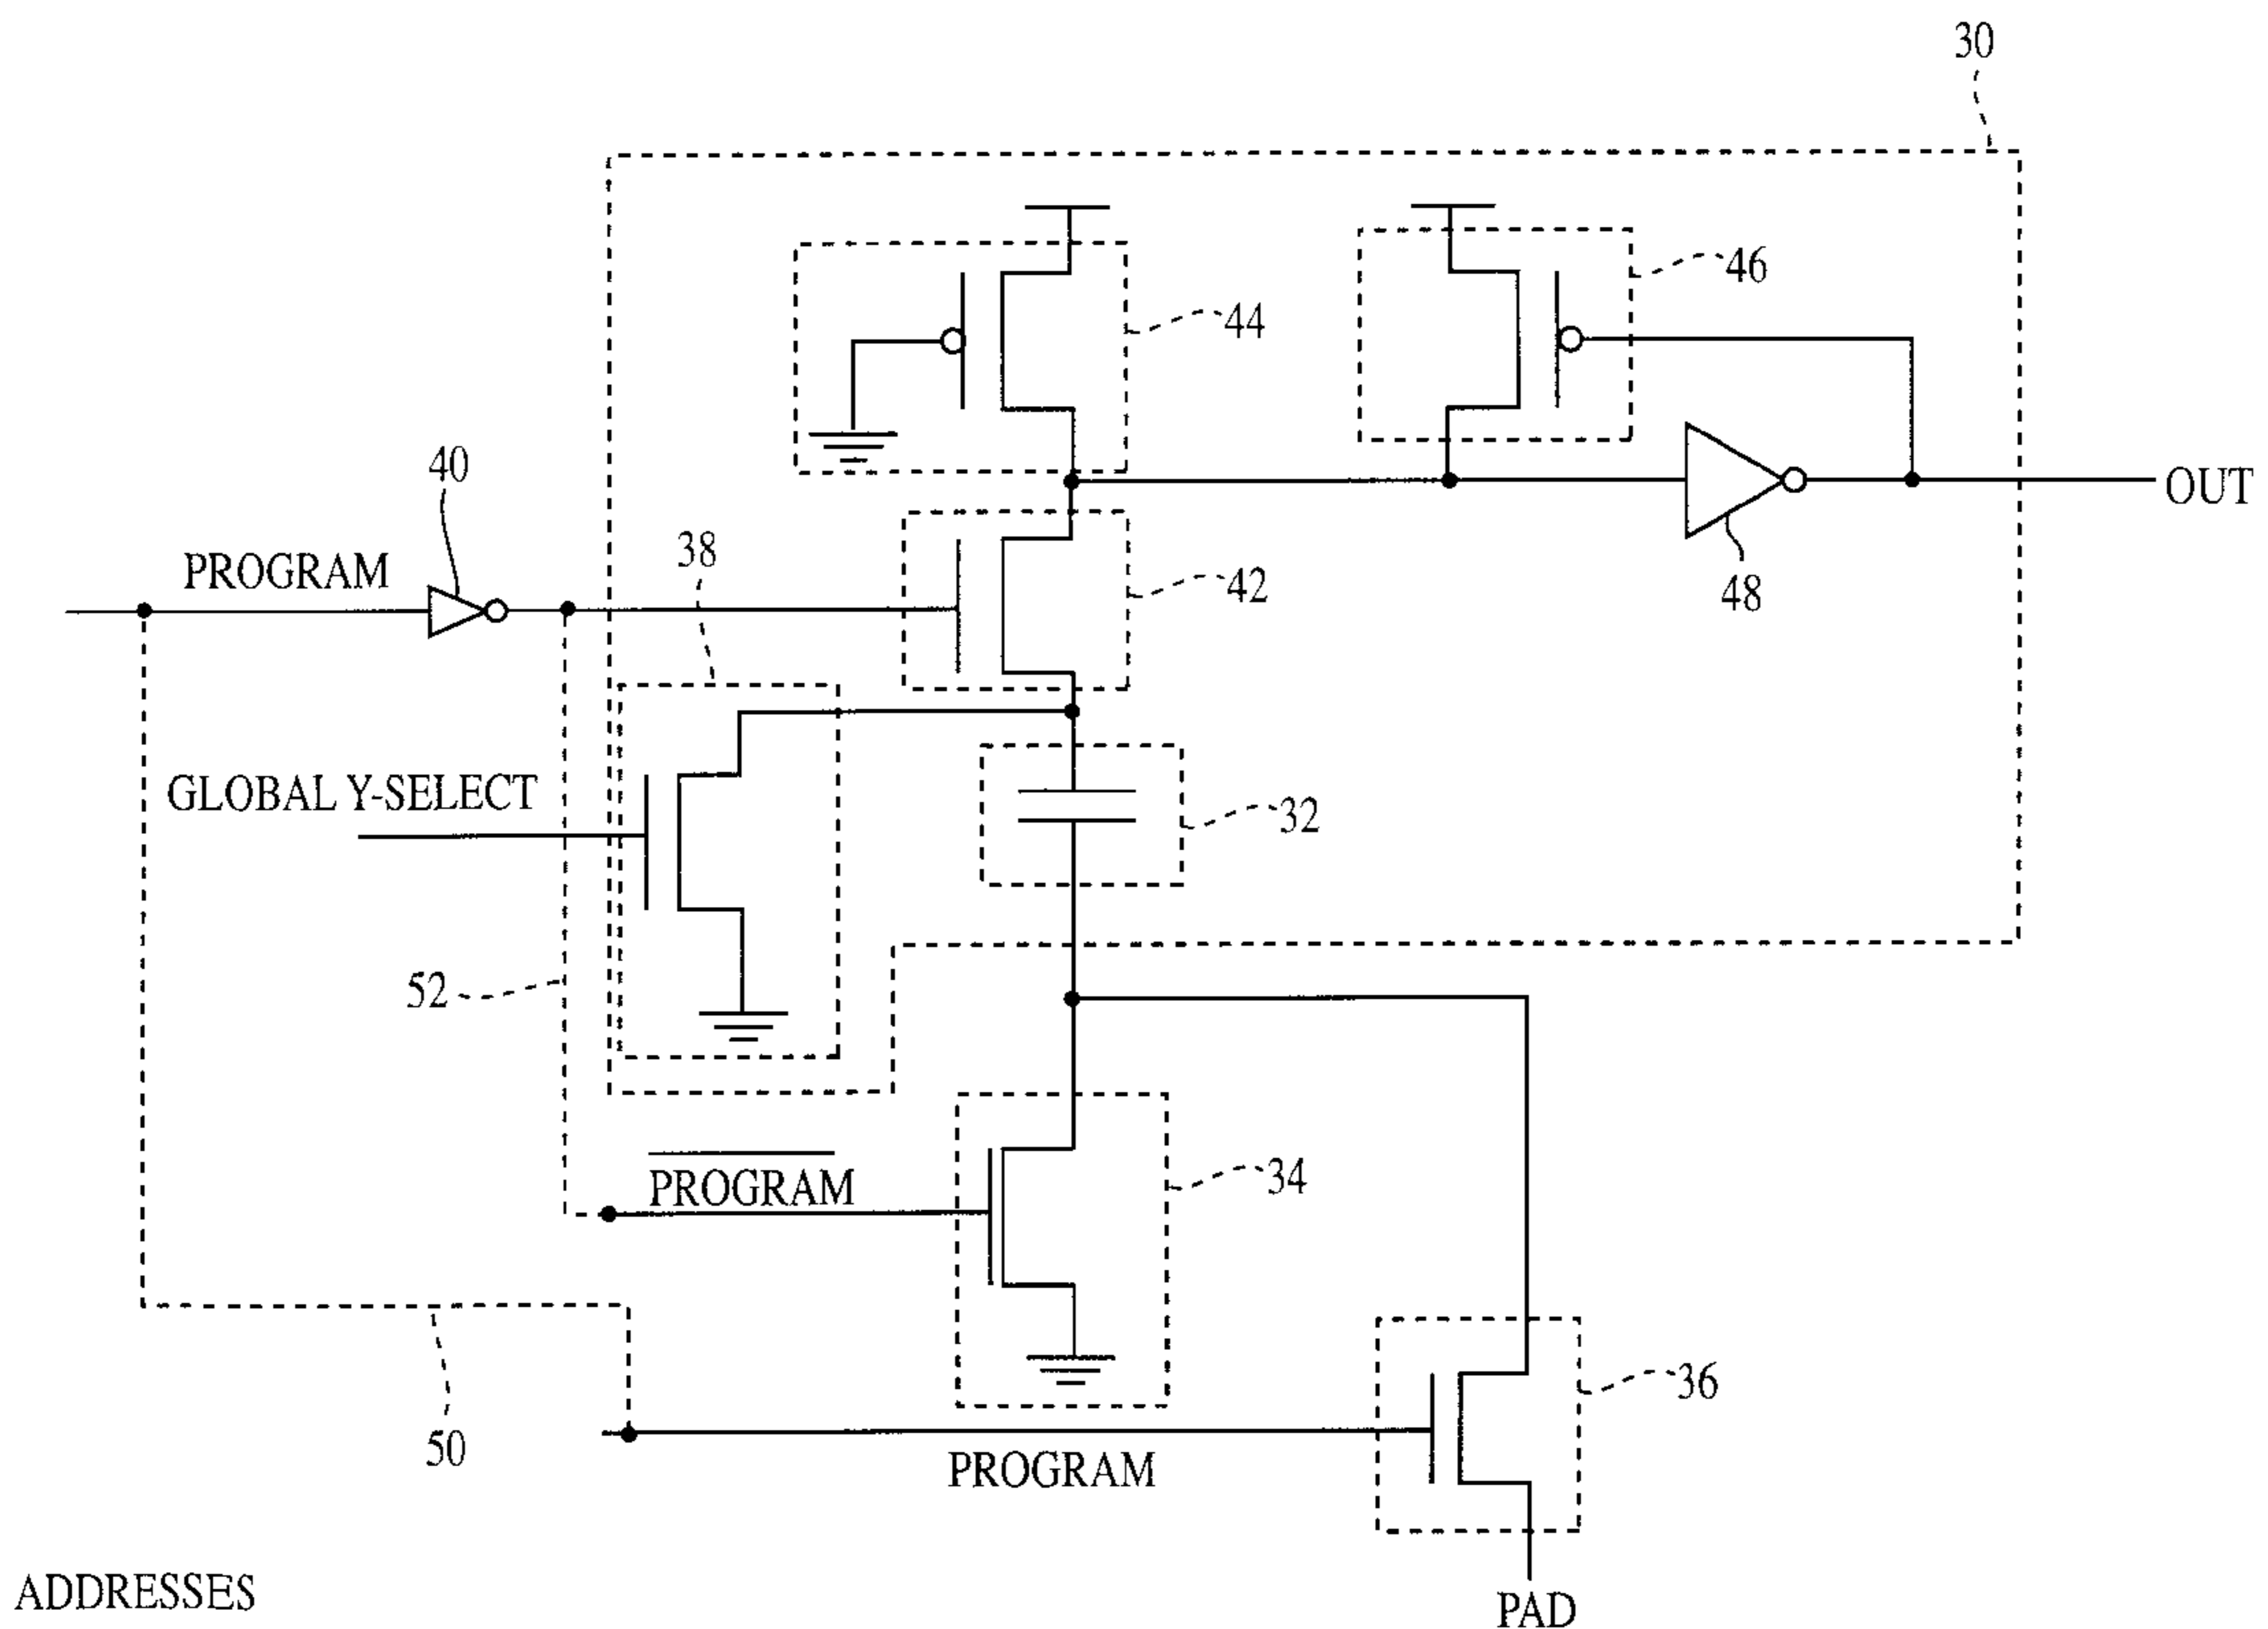 30
46
44
40
OUT
38
PROGRAM
42
48
GLOBAL Y-SELECT
32
52
PROGRAM
34
36
50
PROGRAM
ADDRESSES
PAD